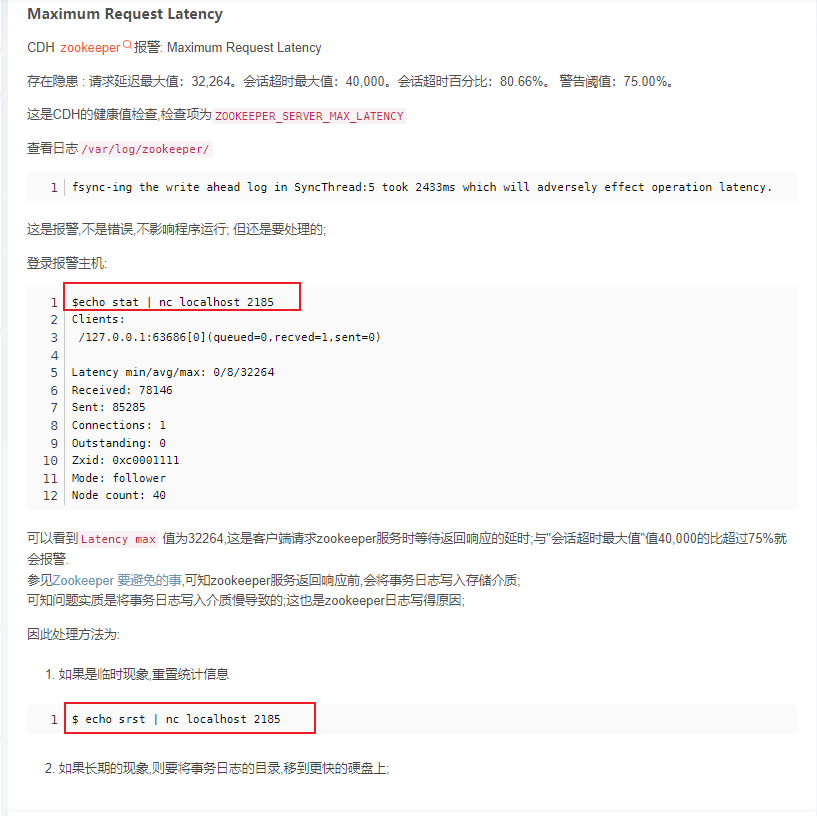 Maximum Request Latency
CDH zookeeper报警: Maximum Request Latency
存在隐患 : 请求延迟最大值：32,264。会话超时最大值：40,000。会话超时百分比：80.66%。 警告阈值：75.00%。
这是CDH的健康值检查,检查项为 ZOOKEEPER_SERVER_MAX_LATENCY
查看日志 /var/log/zookeeper/
1 fsync-ing the write ahead log in SyncThread:5 took 2433ms which will adversely effect operation latency.
这是报警,不是错误,不影响程序运行; 但还是要处理的;
登录报警主机:
1 $echo stat | nc localhost 2185
2 Clients:
3 /127.0.0.1:63686[0](queued=0,recved=1,sent=0)
4
5 Latency min/avg/max: 0/8/32264
6 Received: 78146
7 Sent: 85285
8 Connections: 1
9 Outstanding: 0
10 Zxid: 0xc0001111
11 Mode: follower
12 Node count: 40
可以看到 Latency max 值为32264,这是客户端请求zookeeper服务时等待返回响应的延时;与"会话超时最大值"值40,000的比超过75%就
会报警.
参见Zookeeper 要避免的事,可知zookeeper服务返回响应前,会将事务日志写入存储介质;
可知问题实质是将事务日志写入介质慢导致的;这也是zookeeper日志写得原因;
因此处理方法为:
1. 如果是临时现象,重置统计信息
1 $ echo srst | nc localhost 2185
2. 如果长期的现象,则要将事务日志的目录,移到更快的硬盘上;